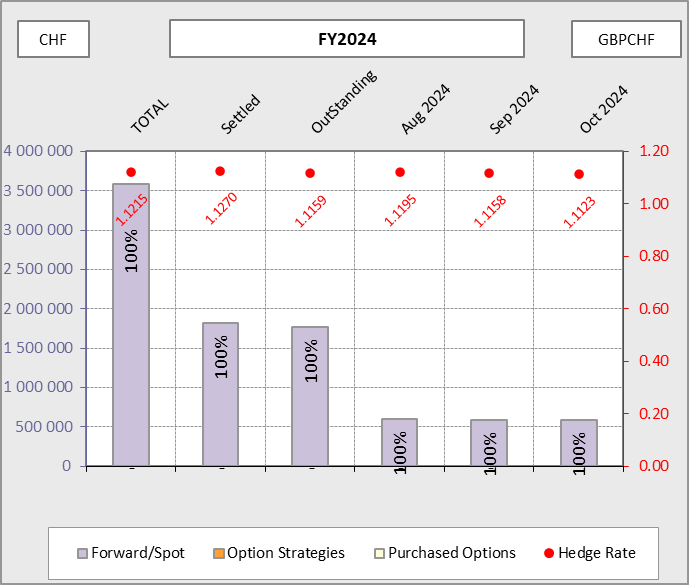 CHF
FY2024
GBPCHF
TOTAL
Settled
OutStanding
Aug 2024
Sep 2024
Oct 2024
4 000 000
3 500 000
3 000 000
2 500 000
2 000 000
1 500 000
1 000 000
500 000
0
1.20
1.00
0.80
0.60
0.40
0.20
0.00
1.1215
1.1270
1.1159
1.1195
1.1158
1.1123
100%
100%
100%
100%
100%
100%
-
-
-
-
-
-
Forward/Spot
Option Strategies
Purchased Options
Hedge Rate